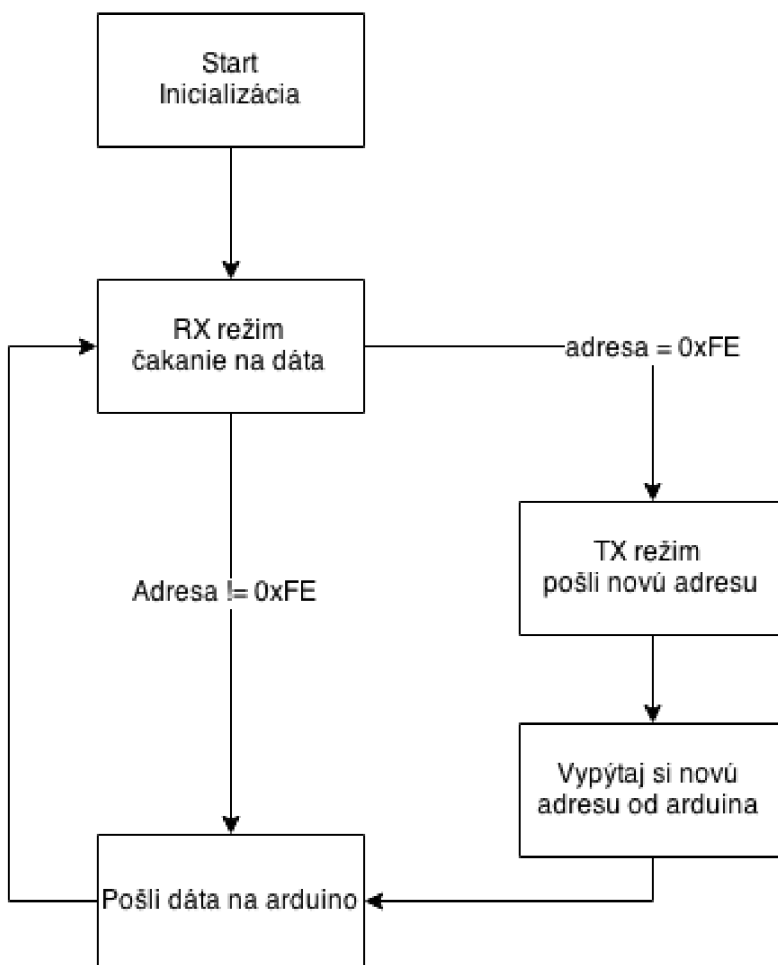 Start
Inicializácia
RX režim
čakanie na dáta
adresa = 0xFE
TX režim
pošli novú adresu
Adresa != 0xFE
Vypýtaj si novú
adresu od arduina
Pošli dáta na arduino